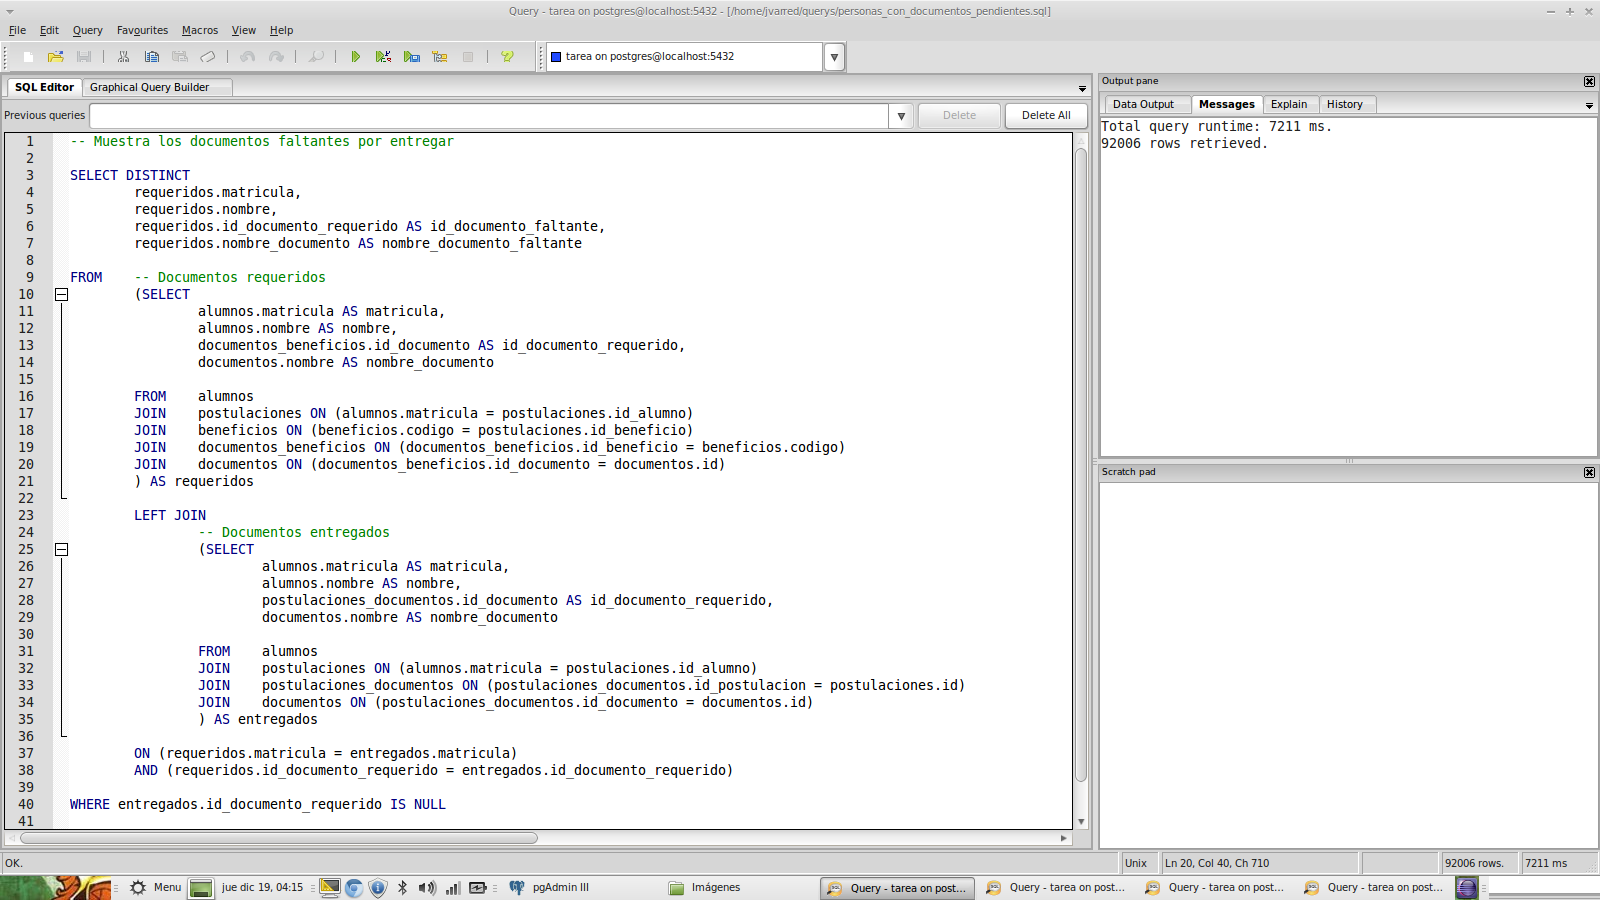 Query - tarea on postgres@localhost:5432 - [/home/jvarred/querys/personas_con_documentos_pendientes.sql]
File Edit Query Favourites Macros View Help
tarea on postgres@localhost:5432
SQL Editor Graphical Query Builder
Previous queries Delete Delete All
1 -- Muestra los documentos faltantes por entregar
2
3 SELECT DISTINCT
4 requeridos.matricula,
5 requeridos.nombre,
6 requeridos.id_documento_requerido AS id_documento_faltante,
7 requeridos.nombre_documento AS nombre_documento_faltante
8
9 FROM -- Documentos requeridos
10 (SELECT
11 alumnos.matricula AS matricula,
12 alumnos.nombre AS nombre,
13 documentos_beneficios.id_documento AS id_documento_requerido,
14 documentos.nombre AS nombre_documento
15
16 FROM alumnos
17 JOIN postulaciones ON (alumnos.matricula = postulaciones.id_alumno)
18 JOIN beneficios ON (beneficios.codigo = postulaciones.id_beneficio)
19 JOIN documentos_beneficios ON (documentos_beneficios.id_beneficio = beneficios.codigo)
20 JOIN documentos ON (documentos_beneficios.id_documento = documentos.id)
21 ) AS requeridos
22
23 LEFT JOIN
24 -- Documentos entregados
25 (SELECT
26 alumnos.matricula AS matricula,
27 alumnos.nombre AS nombre,
28 postulaciones_documentos.id_documento AS id_documento_requerido,
29 documentos.nombre AS nombre_documento
30
31 FROM alumnos
32 JOIN postulaciones ON (alumnos.matricula = postulaciones.id_alumno)
33 JOIN postulaciones_documentos ON (postulaciones_documentos.id_postulacion = postulaciones.id)
34 JOIN documentos ON (postulaciones_documentos.id_documento = documentos.id)
35 ) AS entregados
36
37 ON (requeridos.matricula = entregados.matricula)
38 AND (requeridos.id_documento_requerido = entregados.id_documento_requerido)
39
40 WHERE entregados.id_documento_requerido IS NULL
41
Output pane
Data Output Messages Explain History
Total query runtime: 7211 ms.
92006 rows retrieved.
Scratch pad
OK. Unix Ln 20, Col 40, Ch 710 92006 rows. 7211 ms
Menu jue dic 19, 04:15 pgAdmin III Imágenes Query - tarea on post... Query - tarea on post... Query - tarea on post... Query - tarea on post...